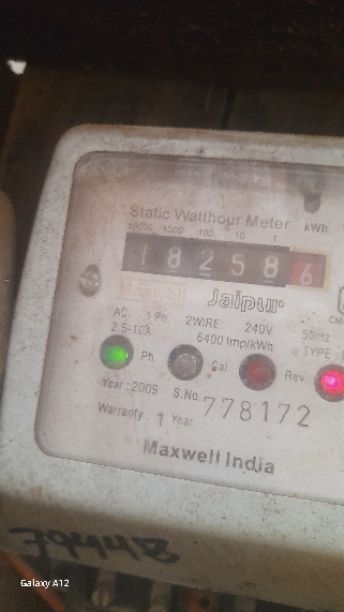 Static Watthour Meter kWh
10000 1000 100 10 1
182586
Maxwell
Jaipur
AC 1 Ph. 2WIRE 240V 50Hz
2.5-10A 6400 Imp/kWh TYPE
Ph Cal Rev
Year : 2009 S.No. 778172
Warranty : 1 Year
Maxwell India
79448
Galaxy A12